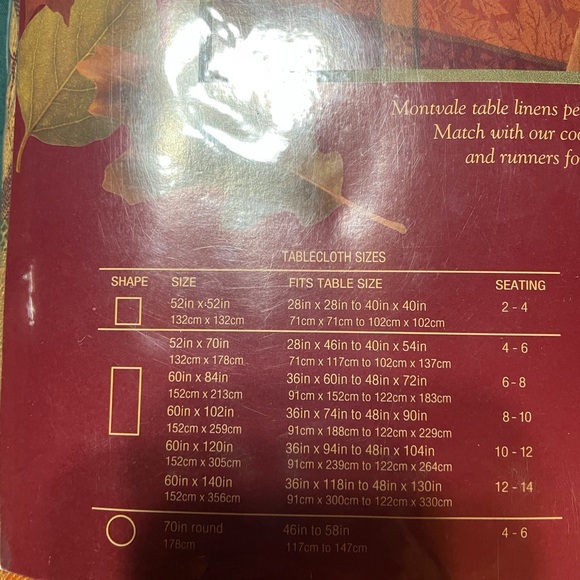 Montvale table linens pe
Match with our coo
and runners fo
TABLECLOTH SIZES
SHAPE SIZE FITS TABLE SIZE SEATING
52in x 52in 28in x 28in to 40in x 40in 2 - 4
132cm x 132cm 71cm x 71cm to 102cm x 102cm
52in x 70in 28in x 46in to 40in x 54in 4 - 6
132cm x 178cm 71cm x 117cm to 102cm x 137cm
60in x 84in 36in x 60in to 48in x 72in 6 - 8
152cm x 213cm 91cm x 152cm to 122cm x 183cm
60in x 102in 36in x 74in to 48in x 90in 8 - 10
152cm x 259cm 91cm x 188cm to 122cm x 229cm
60in x 120in 36in x 94in to 48in x 104in 10 - 12
152cm x 305cm 91cm x 239cm to 122cm x 264cm
60in x 140in 36in x 118in to 48in x 130in 12 - 14
152cm x 356cm 91cm x 300cm to 122cm x 330cm
70in round 46in to 58in 4 - 6
178cm 117cm to 147cm